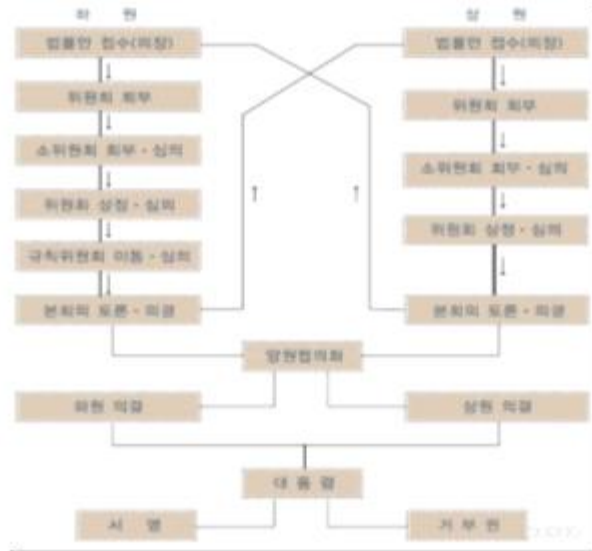 하 원
상 원
법률안 접수(의장)
법률안 접수(의장)
위원회 회부
위원회 회부
소위원회 회부·심의
소위원회 회부·심의
위원회 상정·심의
위원회 상정·심의
규칙위원회 이동·심의
본회의 토론·의결
본회의 토론·의결
양원협의회
하원 의결
상원 의결
대 통 령
서 명
거 부 권